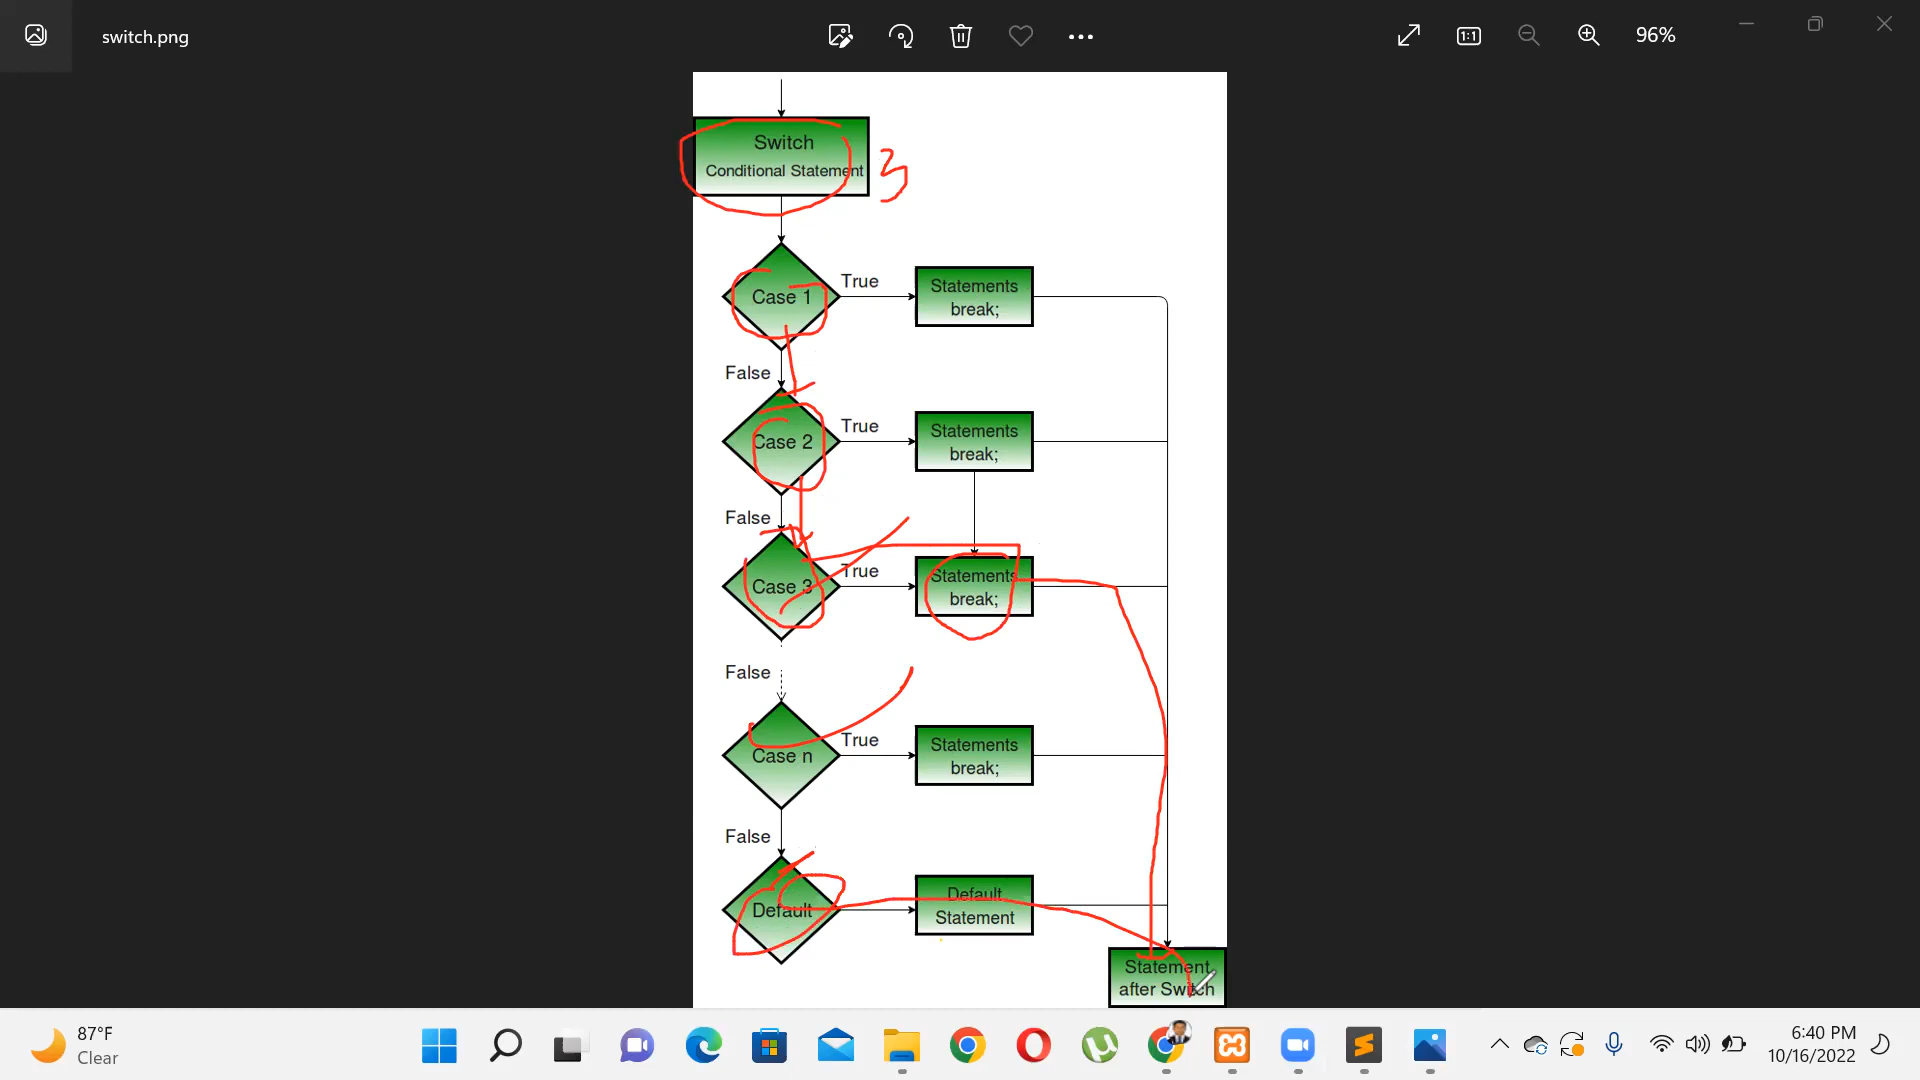 switch.png
96%
Switch
Conditional Statement
3
Case 1
True
Statements
break;
False
Case 2
True
Statements
break;
False
Case 3
True
Statements
break;
False
Case n
True
Statements
break;
False
Default
Default
Statement
Statement
after Switch
87°F
Clear
6:40 PM
10/16/2022